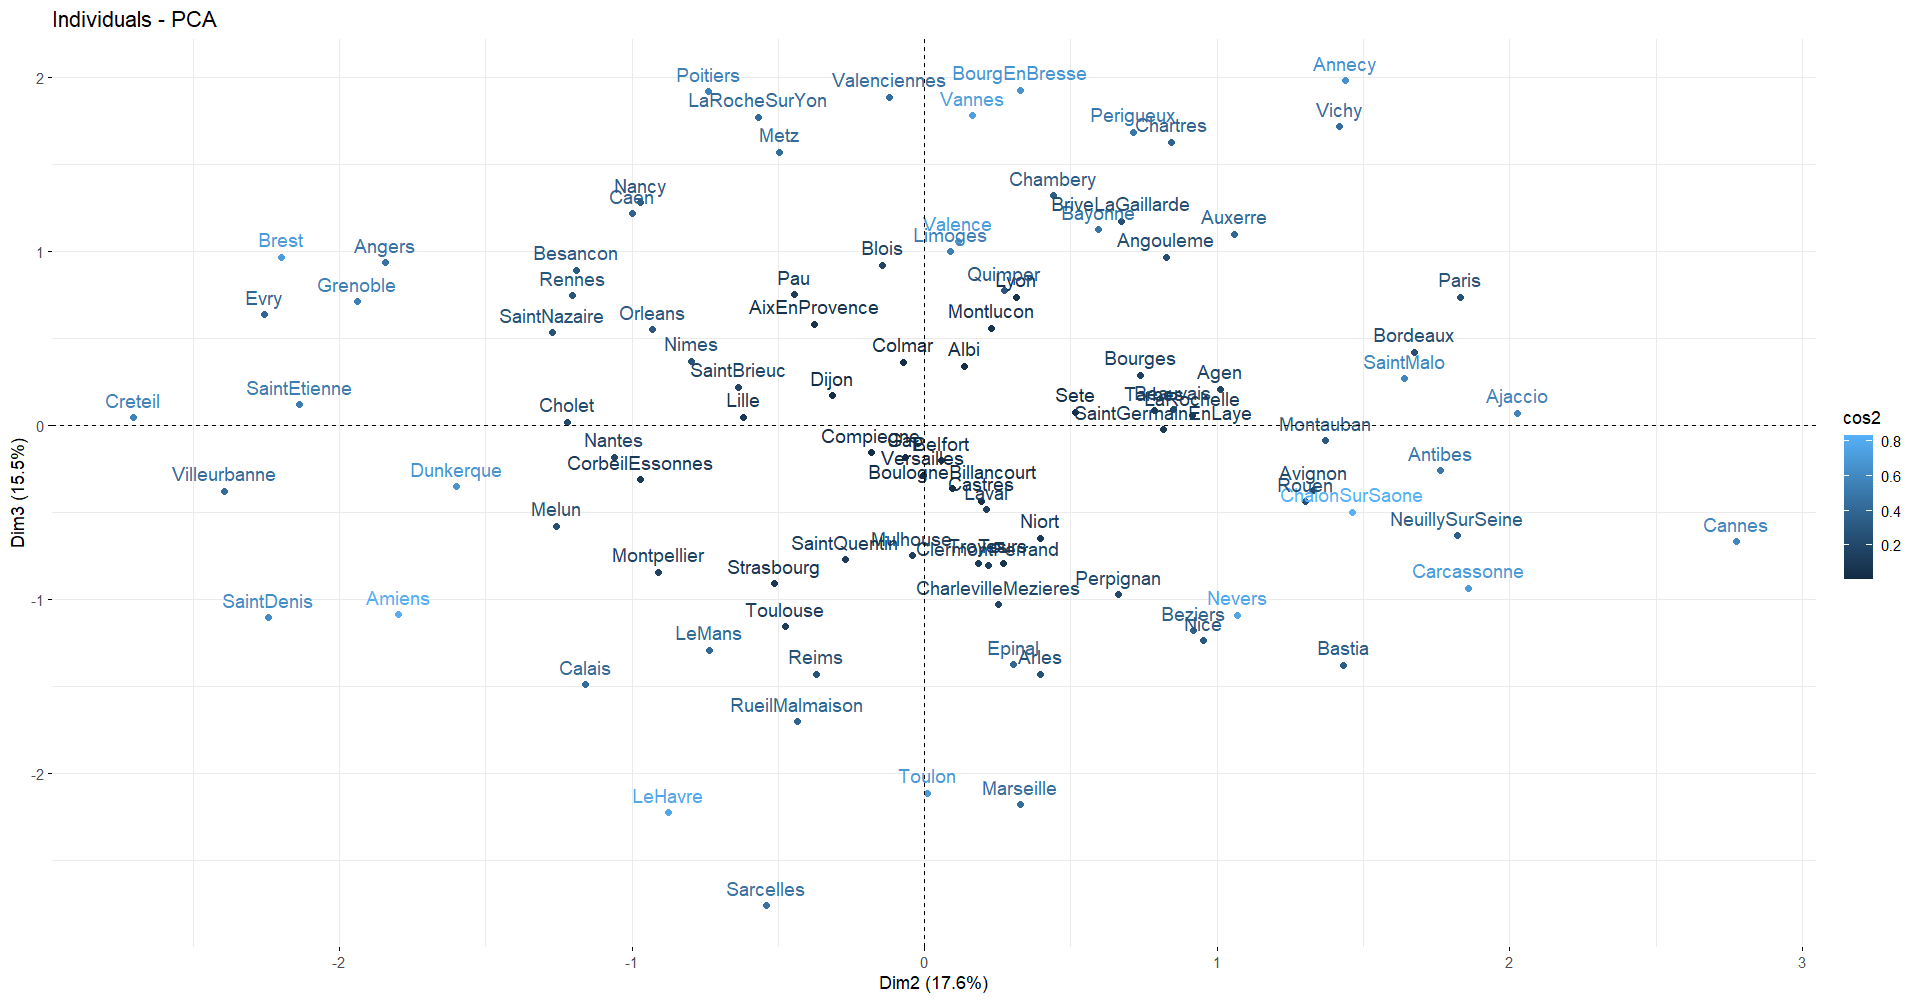 Individuals - PCA
Annecy
BourgEnBresse
Poitiers
Valenciennes
LaRocheSurYon
Vannes
Vichy
Perigueux
Chartres
Metz
Chambery
Nancy
Caen
BriveLaGaillarde
Bayonne
Auxerre
Valence
Limoges
Brest
Angers
Blois
Angouleme
Besancon
Rennes
Pau
Quimper
Lyon
Paris
Grenoble
Evry
AixEnProvence
Montlucon
SaintNazaire
Orleans
Bordeaux
Nimes
Colmar
Albi
Bourges
SaintMalo
SaintBrieuc
Dijon
Agen
SaintEtienne
Sete
Beauvais
LaRochelle
Ajaccio
Creteil
Cholet
Lille
SaintGermainEnLaye
Montauban
Nantes
Compiegne
Belfort
CorbeilEssonnes
Versailles
Antibes
Villeurbanne
Dunkerque
BoulogneBillancourt
Castres
Laval
Avignon
Rouen
ChalonSurSaone
Melun
Niort
NeuillySurSeine
Cannes
Montpellier
SaintQuentin
Mulhouse
Troyes
Tours
ClermontFerrand
Strasbourg
Perpignan
Carcassonne
SaintDenis
Amiens
CharlevilleMezieres
Nevers
Toulouse
Beziers
Nice
LeMans
Epinal
Arles
Bastia
Calais
Reims
RueilMalmaison
Toulon
Marseille
LeHavre
Sarcelles
2
1
0
-1
-2
Dim3 (15.5%)
-2
-1
0
1
2
3
Dim2 (17.6%)
cos2
0.8
0.6
0.4
0.2